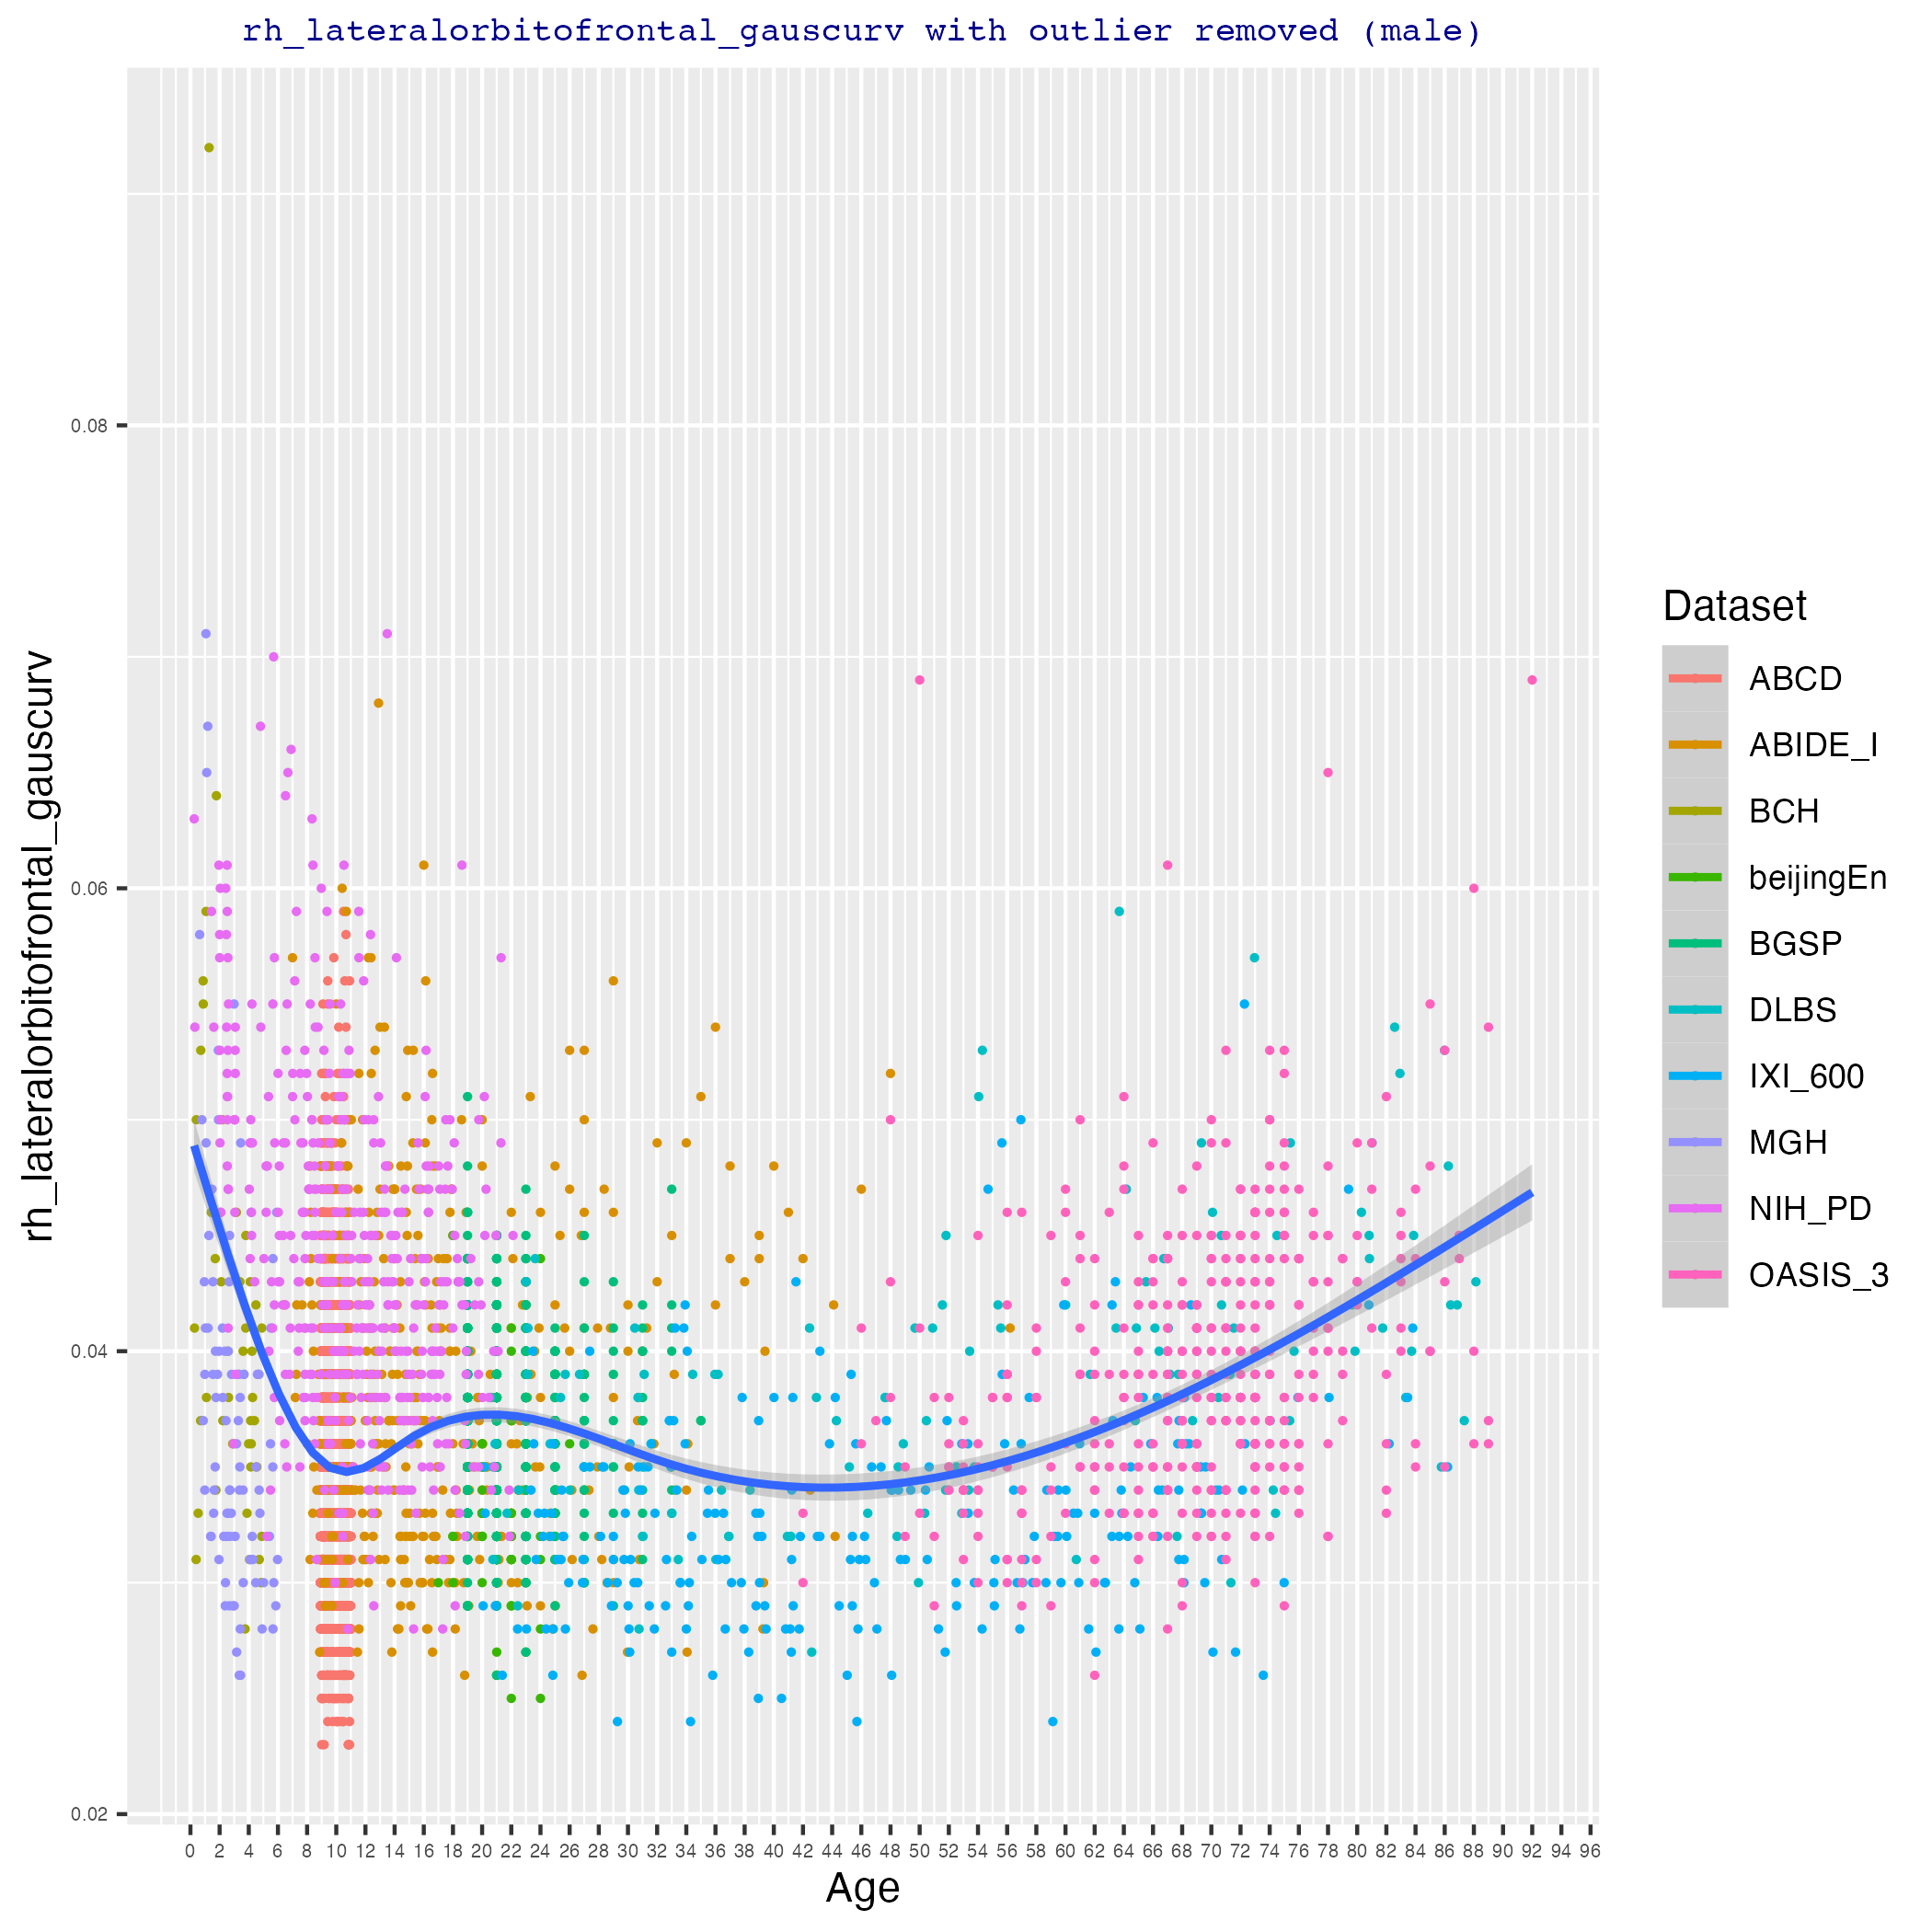 rh_lateralorbitofrontal_gauscurv with outlier removed (male)
rh_lateralorbitofrontal_gauscurv
0.08
0.06
0.04
0.02
0 2 4 6 8 10 12 14 16 18 20 22 24 26 28 30 32 34 36 38 40 42 44 46 48 50 52 54 56 58 60 62 64 66 68 70 72 74 76 78 80 82 84 86 88 90 92 94 96
Age
Dataset
ABCD
ABIDE_I
BCH
beijingEn
BGSP
DLBS
IXI_600
MGH
NIH_PD
OASIS_3